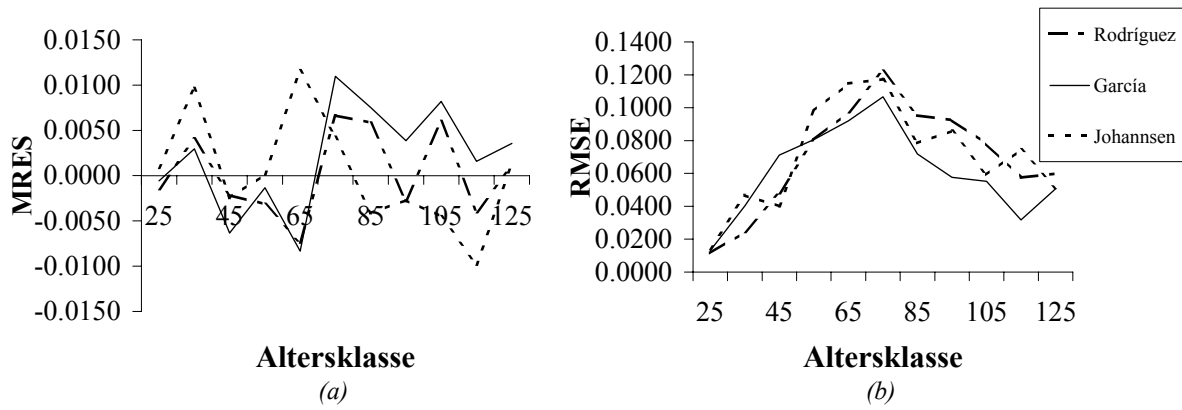 MRES
0.0150
0.0100
0.0050
0.0000
-0.0050
-0.0100
-0.0150
25 45 65 85 105 125
Altersklasse
(a)
RMSE
0.1400
0.1200
0.1000
0.0800
0.0600
0.0400
0.0200
0.0000
25 45 65 85 105 125
Altersklasse
(b)
Rodríguez
García
Johannsen